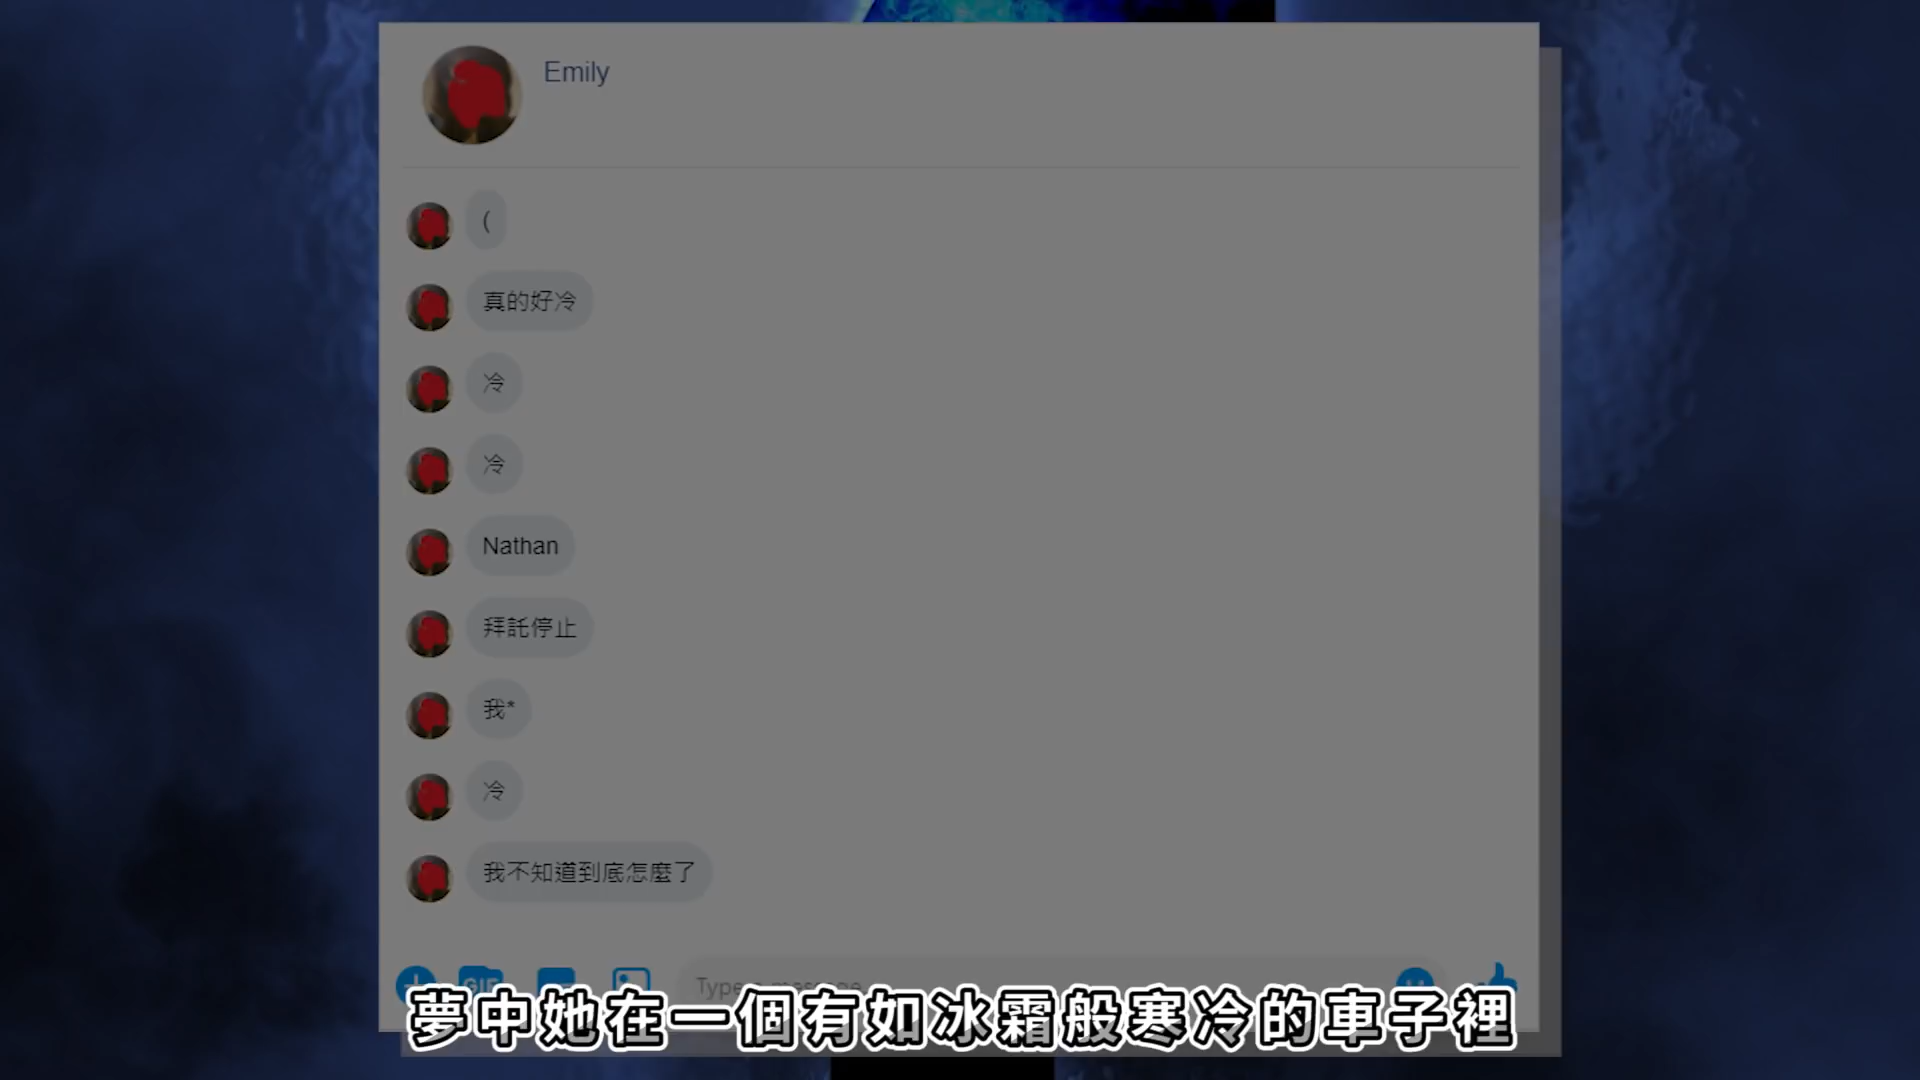 Emily
(
真的好冷
冷
冷
Nathan
拜託停止
我*
冷
我不知道到底怎麼了
GIF
夢中她在一個有如冰霜般寒冷的車子裡